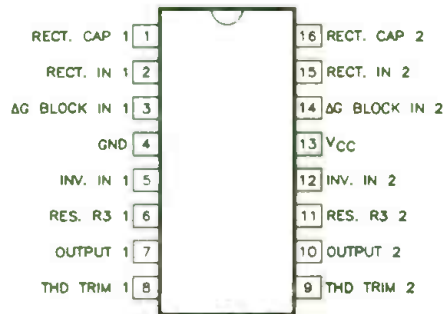 RECT. CAP 1 1 16 RECT. CAP 2
RECT. IN 1 2 15 RECT. IN 2
ΔG BLOCK IN 1 3 14 ΔG BLOCK IN 2
GND 4 13 VCC
INV. IN 1 5 12 INV. IN 2
RES. R3 1 6 11 RES. R3 2
OUTPUT 1 7 10 OUTPUT 2
THD TRIM 1 8 9 THD TRIM 2